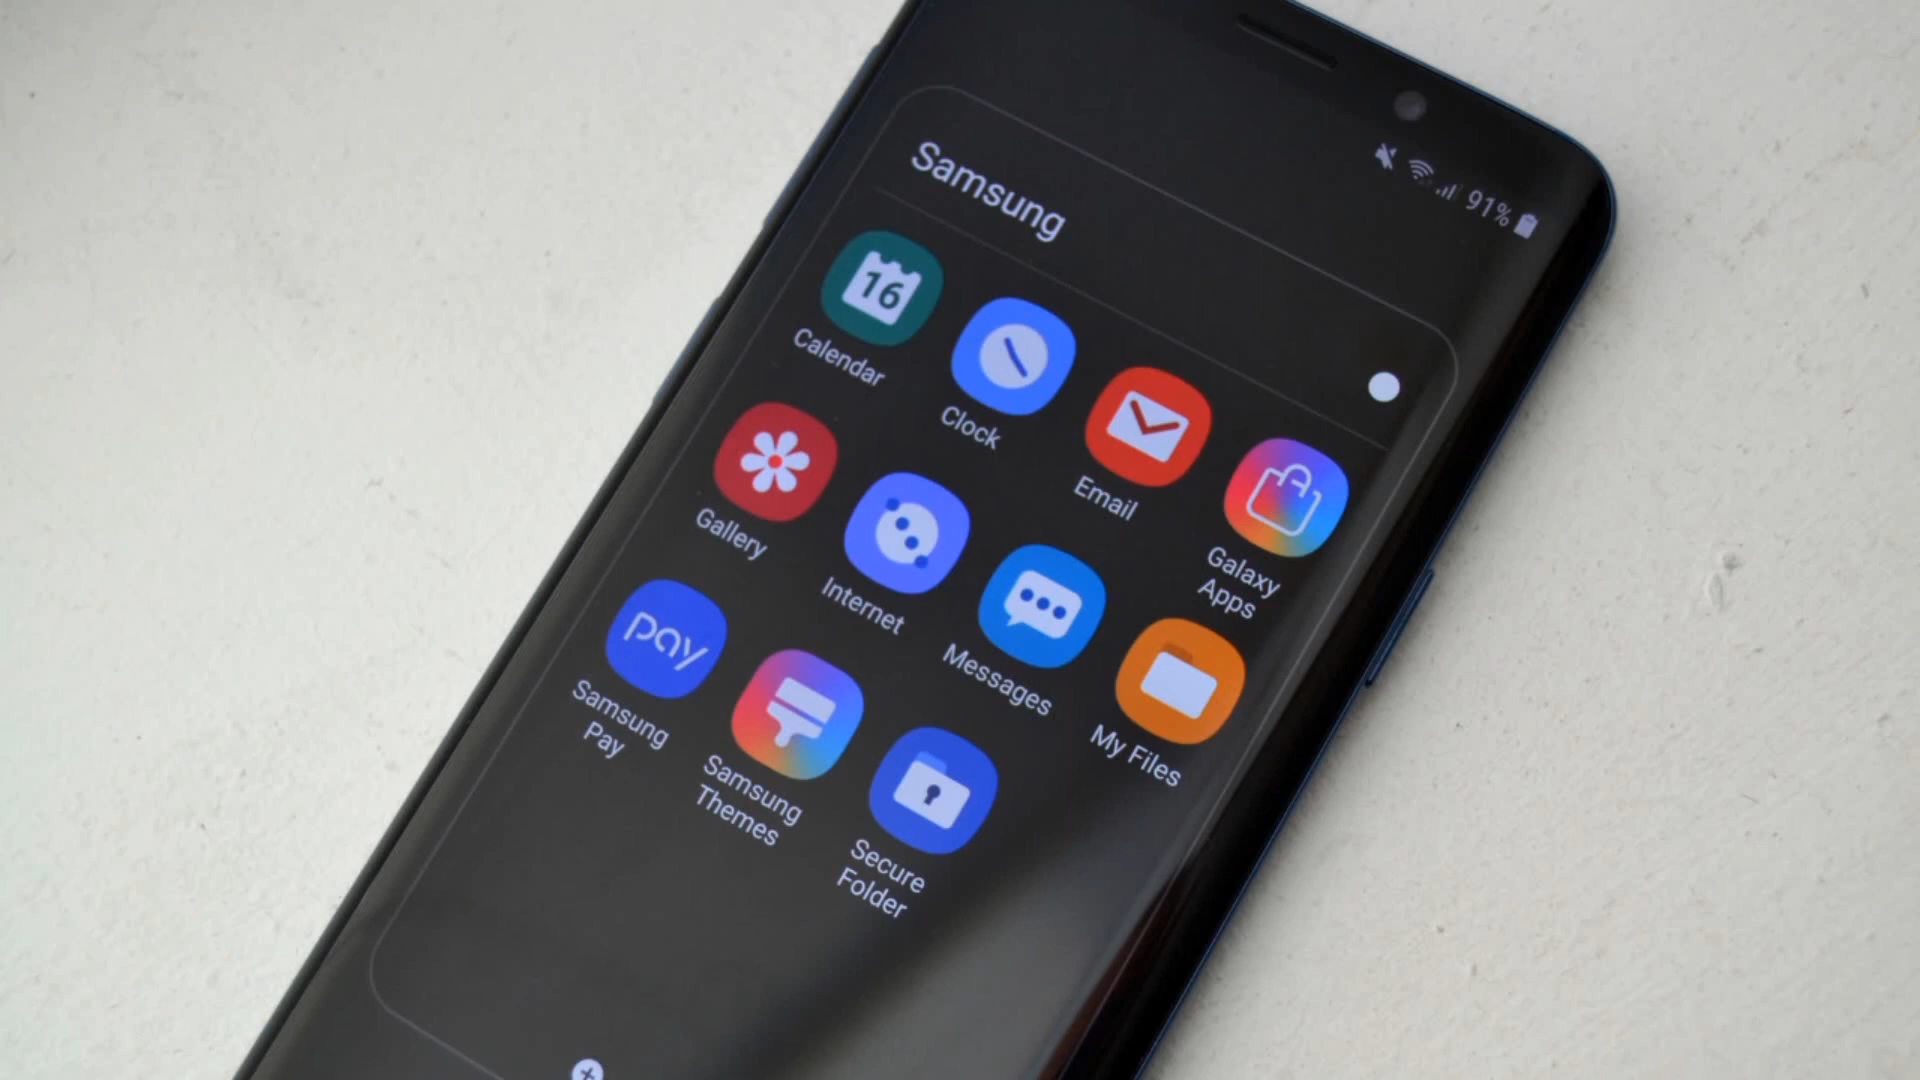 91%
Samsung
16
Calendar
Clock
Email
Galaxy
Apps
Gallery
Internet
Messages
My Files
pay
Samsung
Pay
Samsung
Themes
Secure
Folder